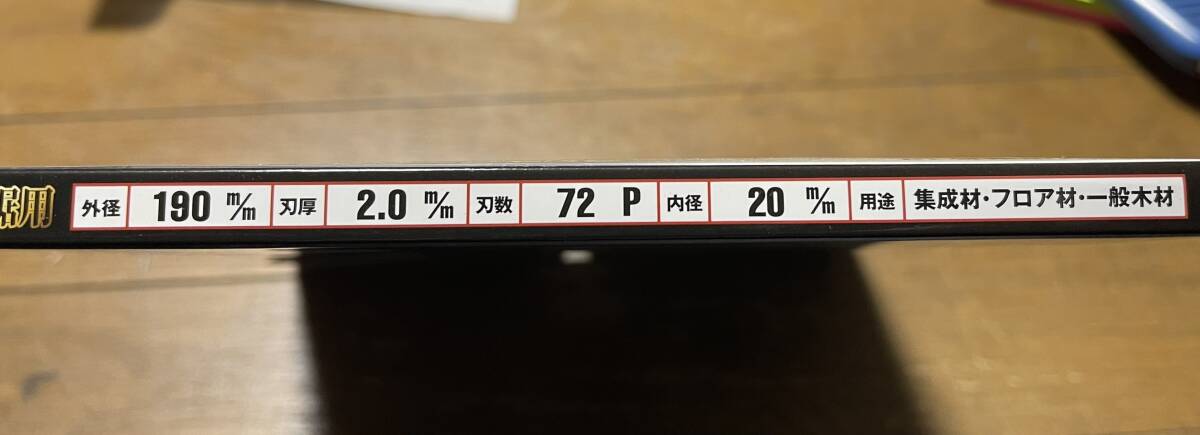 用 外径 190 m/m 刃厚 2.0 m/m 刃数 72 P 内径 20 m/m 用途 集成材・フロア材・一般木材